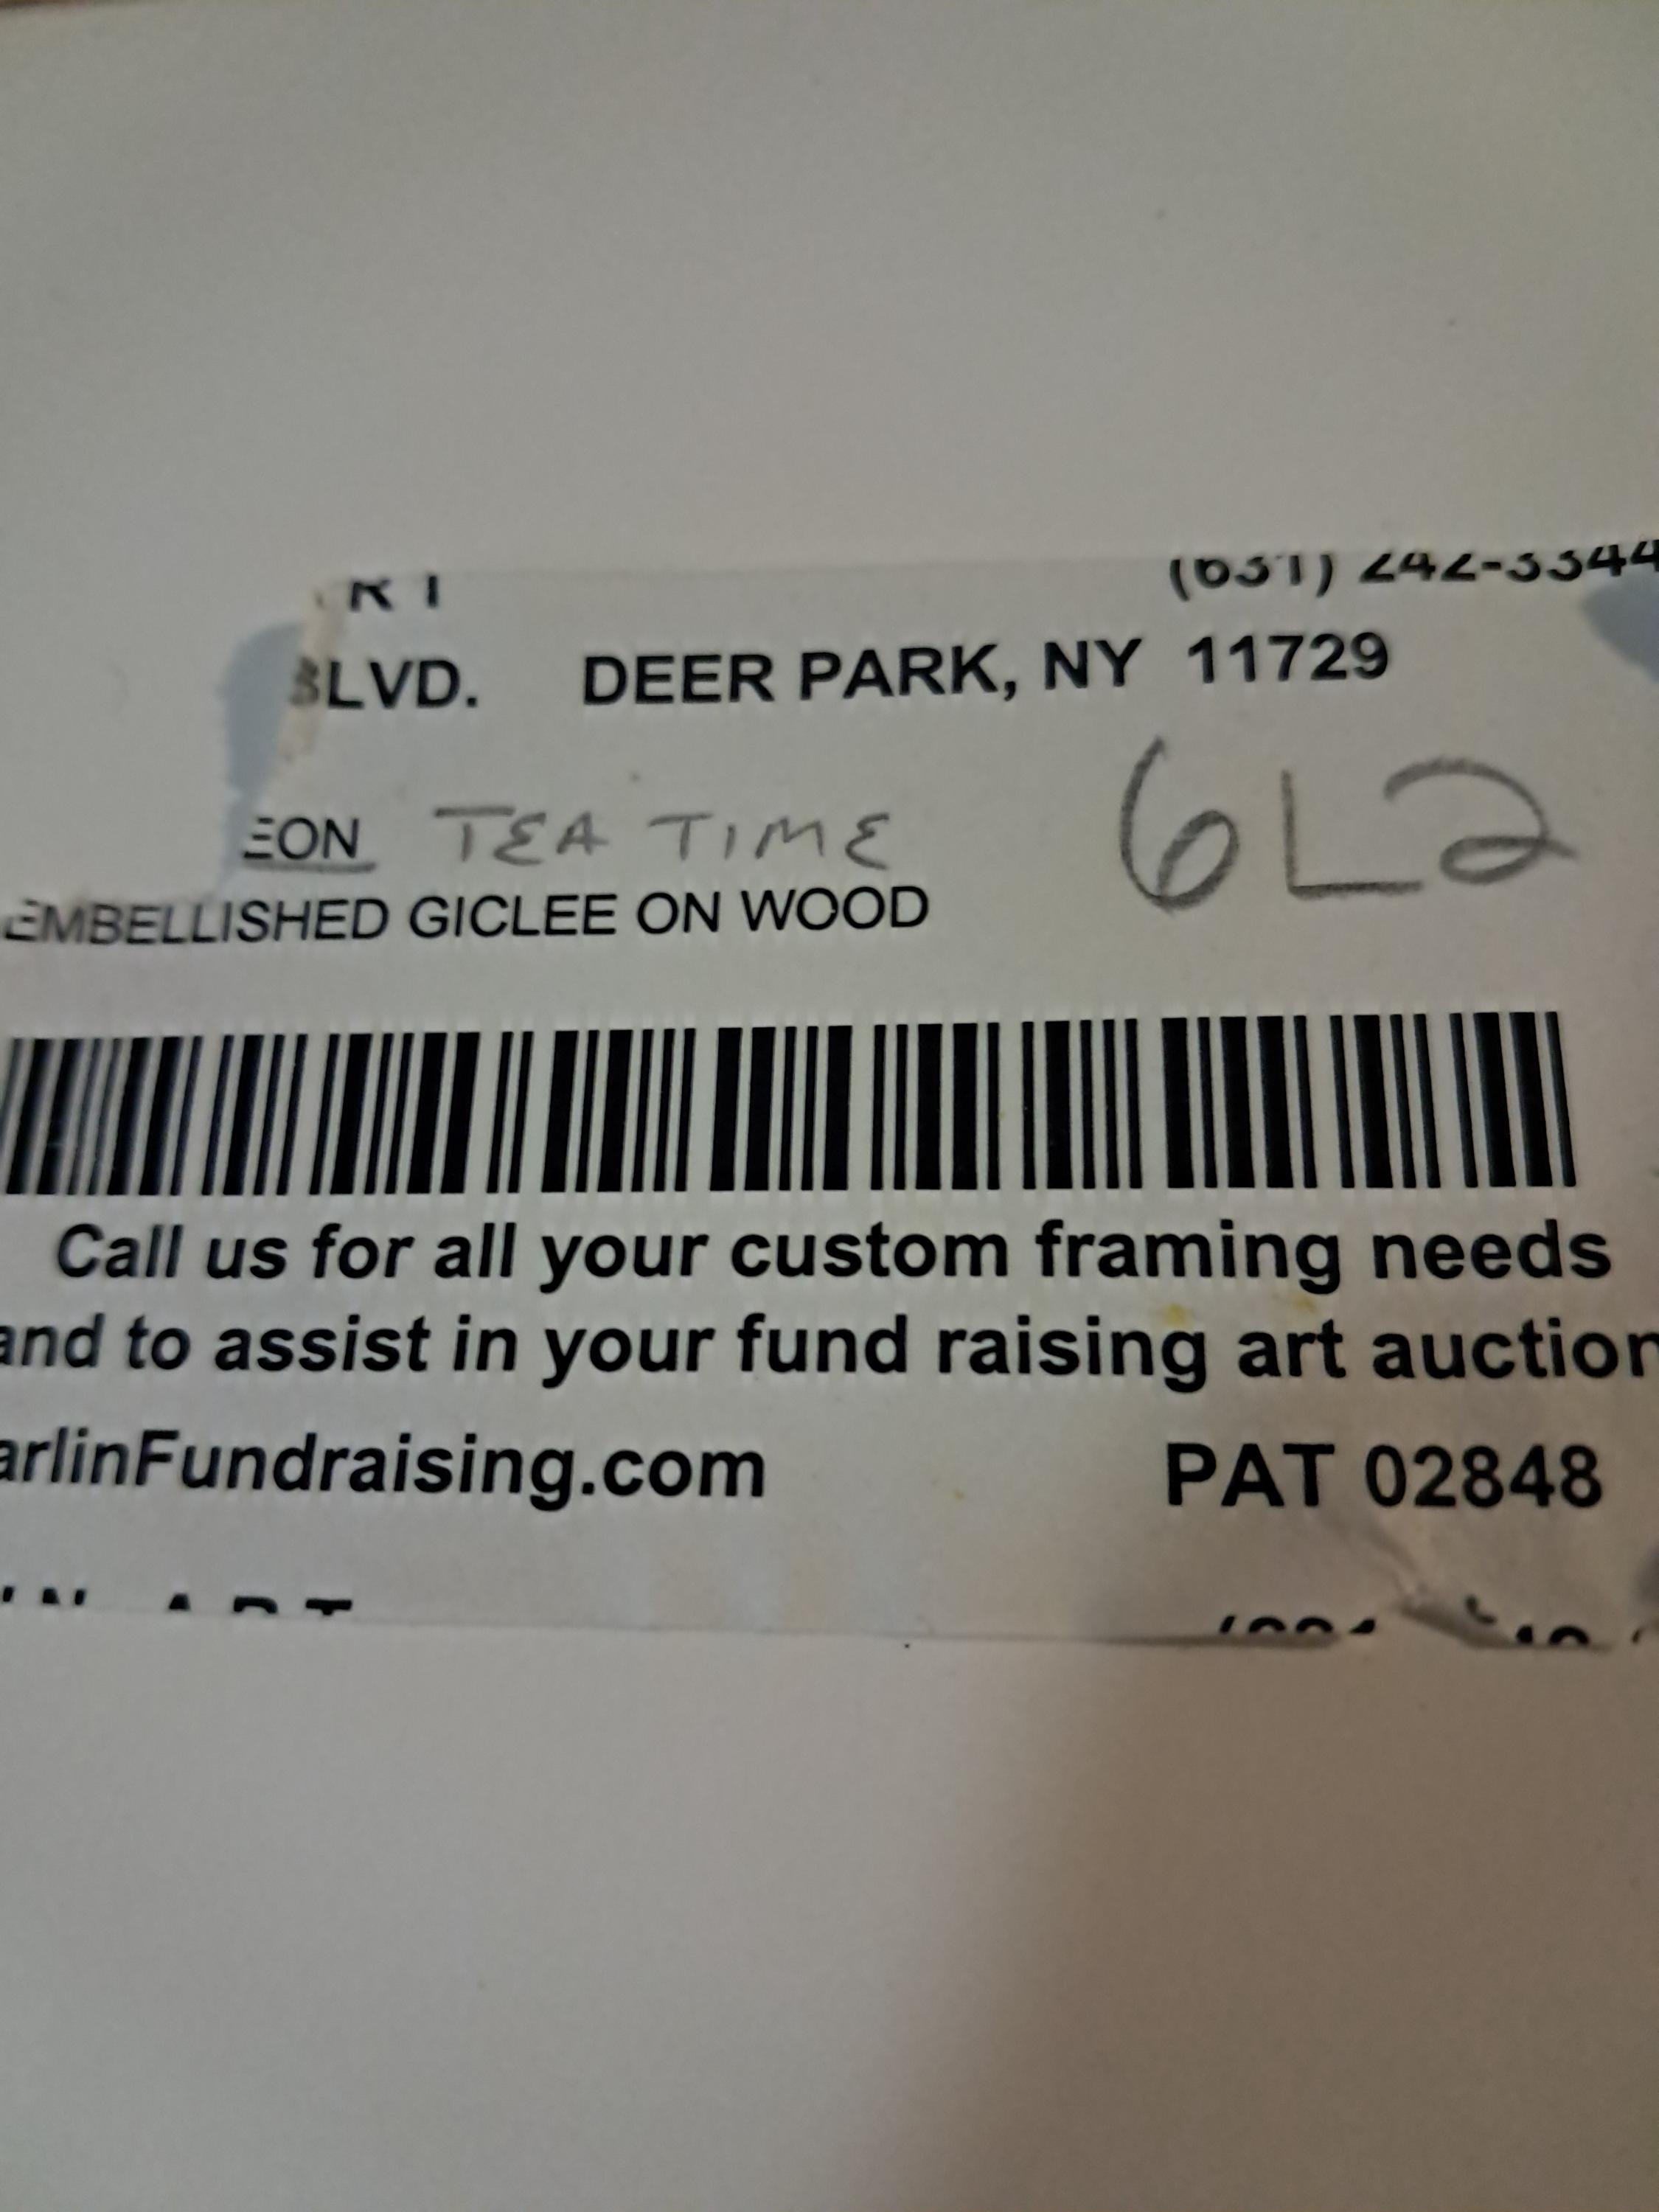 (631) 242-3344
BLVD. DEER PARK, NY 11729
EON TEA TIME 6L2
EMBELLISHED GICLEE ON WOOD
Call us for all your custom framing needs
and to assist in your fund raising art auction
arlinFundraising.com PAT 02848